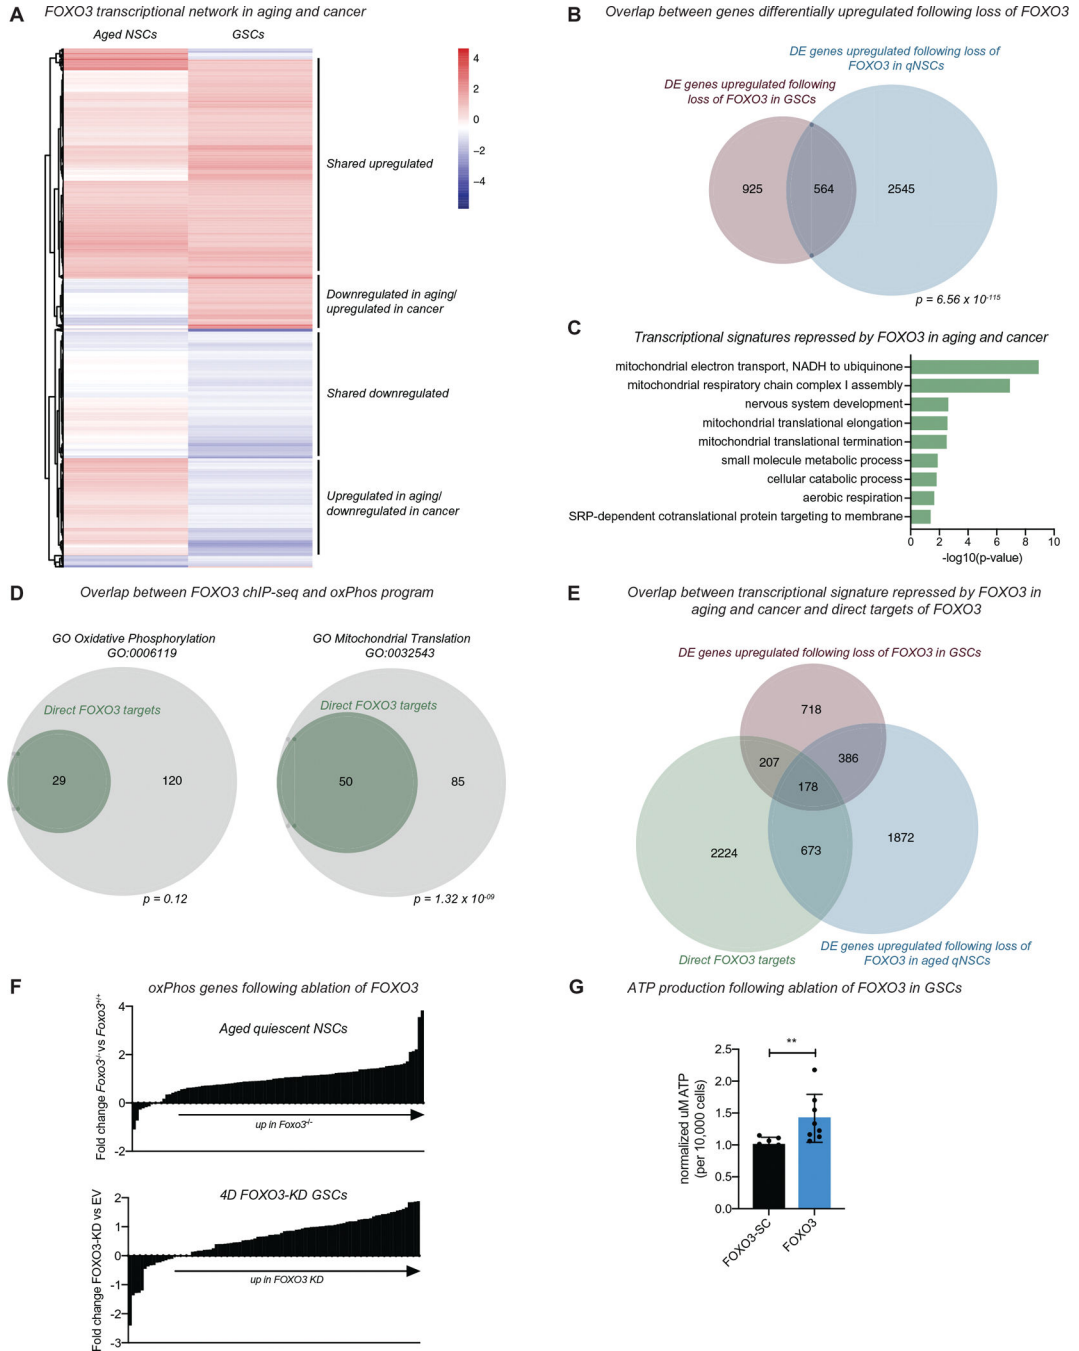 A
FOXO3 transcriptional network in aging and cancer
Aged NSCs
GSCs
4
2
0
−2
−4
Shared upregulated
Downregulated in aging/
upregulated in cancer
Shared downregulated
Upregulated in aging/
downregulated in cancer
B
Overlap between genes differentially upregulated following loss of FOXO3
DE genes upregulated following loss of
FOXO3 in qNSCs
DE genes upregulated following
loss of FOXO3 in GSCs
925
564
2545
p = 6.56 x 10-115
C
Transcriptional signatures repressed by FOXO3 in aging and cancer
mitochondrial electron transport, NADH to ubiquinone
mitochondrial respiratory chain complex I assembly
nervous system development
mitochondrial translational elongation
mitochondrial translational termination
small molecule metabolic process
cellular catabolic process
aerobic respiration
SRP-dependent cotranslational protein targeting to membrane
0 2 4 6 8 10
-log10(p-value)
D
Overlap between FOXO3 chIP-seq and oxPhos program
GO Oxidative Phosphorylation
GO:0006119
Direct FOXO3 targets
29
120
p = 0.12
GO Mitochondrial Translation
GO:0032543
Direct FOXO3 targets
50
85
p = 1.32 x 10-09
E
Overlap between transcriptional signature repressed by FOXO3 in
aging and cancer and direct targets of FOXO3
DE genes upregulated following loss of FOXO3 in GSCs
718
207
386
178
2224
673
1872
Direct FOXO3 targets
DE genes upregulated following loss of
FOXO3 in aged qNSCs
F
oxPhos genes following ablation of FOXO3
Fold change Foxo3-/- vs Foxo3+/+
4
2
0
-2
Aged quiescent NSCs
up in Foxo3-/-
Fold change FOXO3-KD vs EV
2
1
0
-1
-2
-3
4D FOXO3-KD GSCs
up in FOXO3 KD
G
ATP production following ablation of FOXO3 in GSCs
normalized uM ATP
(per 10,000 cells)
2.5
2.0
1.5
1.0
0.5
0.0
**
FOXO3-SC
FOXO3